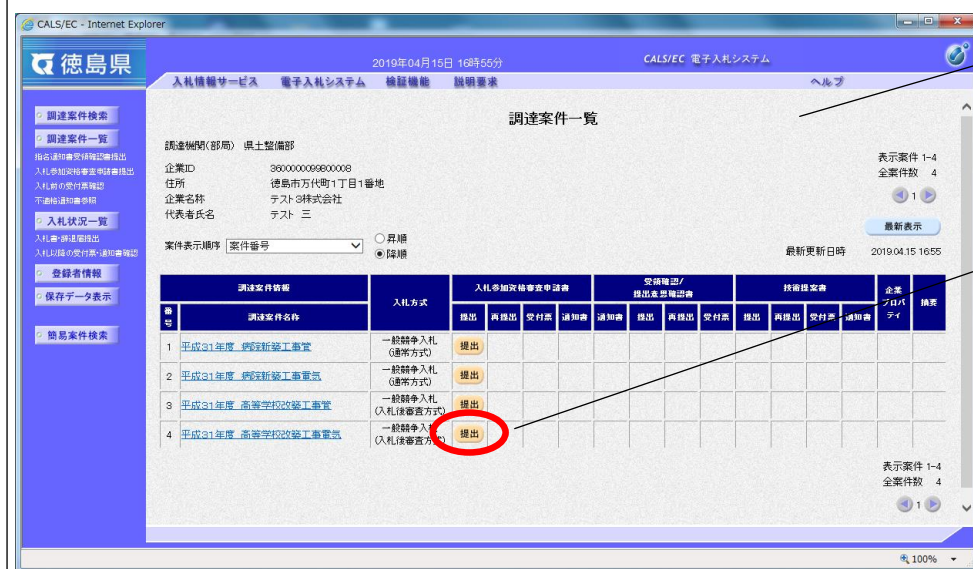 CALS/EC - Internet Explorer
徳島県
2019年04月15日 16時55分
CALS/EC 電子入札システム
入札情報サービス 電子入札システム 検証機能 説明要求 ヘルプ
調達案件検索
調達案件一覧
指名通知書受領確認書提出
入札参加資格審査申請書提出
入札前の受付票確認
不適格通知書参照
入札状況一覧
入札書・辞退届提出
入札以降の受付票・通知書確認
登録者情報
保存データ表示
簡易案件検索
調達案件一覧
調達機関(部局) 県土整備部
企業ID 3600000099800008
住所 徳島市万代町1丁目1番地
企業名称 テスト3株式会社
代表者氏名 テスト 三
表示案件 1-4
全案件数 4
1
案件表示順序 案件番号
昇順
降順
最新表示
最新更新日時 2019.04.15 16:55
調達案件情報 入札方式 入札参加資格審査申請書 受領確認/提出意思確認書 技術提案書 企業プロパティ 摘要
番号 調達案件名称 提出 再提出 受付票 通知書 通知書 提出 再提出 受付票 提出 再提出 受付票 通知書
1 平成31年度 病院新築工事管 一般競争入札(通常方式) 提出
2 平成31年度 病院新築工事電気 一般競争入札(通常方式) 提出
3 平成31年度 高等学校改築工事管 一般競争入札(入札後審査方式) 提出
4 平成31年度 高等学校改築工事電気 一般競争入札(入札後審査方式) 提出
表示案件 1-4
全案件数 4
1
100%